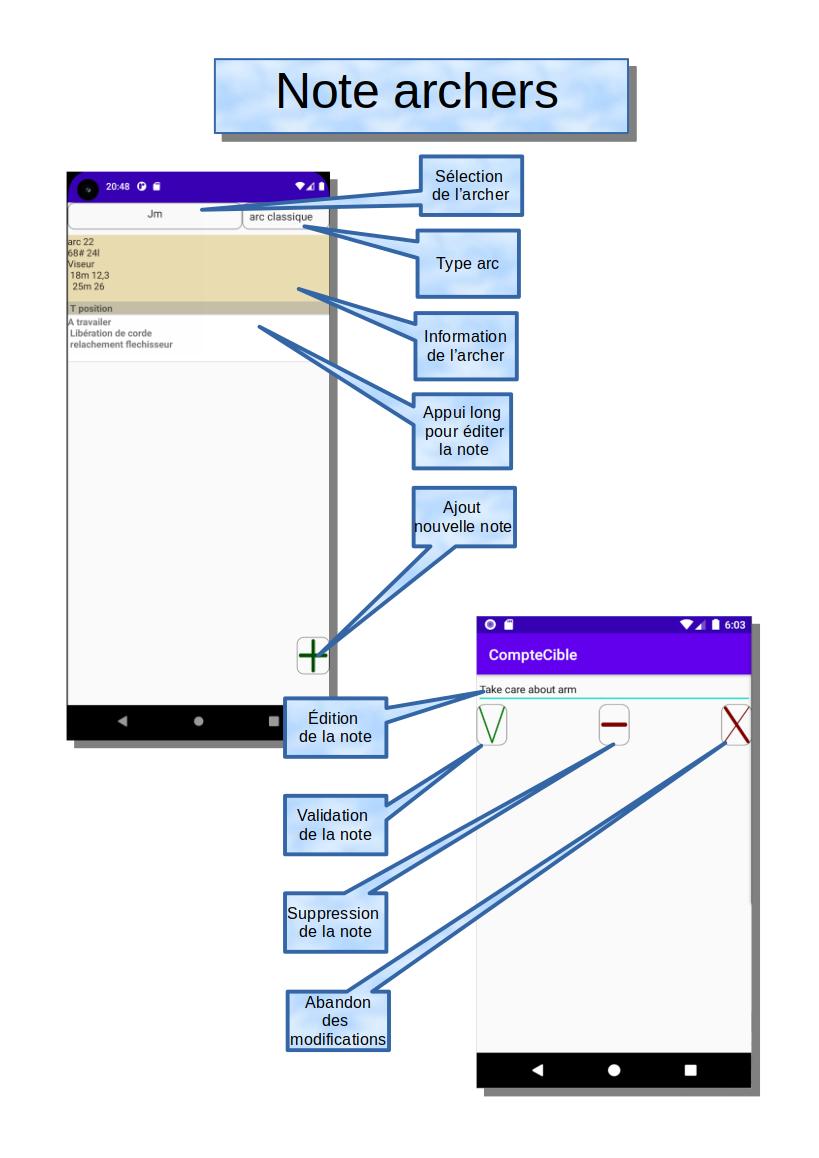 Note archers
Sélection
de l'archer
20:48
Jm
arc classique
Type arc
arc 22
68# 24l
Viseur
18m 12,3
25m 26
T position
A travailer
Libération de corde
relachement flechisseur
Information
de l'archer
Appui long
pour éditer
la note
Ajout
nouvelle note
6:03
CompteCible
Take care about arm
Édition
de la note
Validation
de la note
Suppression
de la note
Abandon
des
modifications